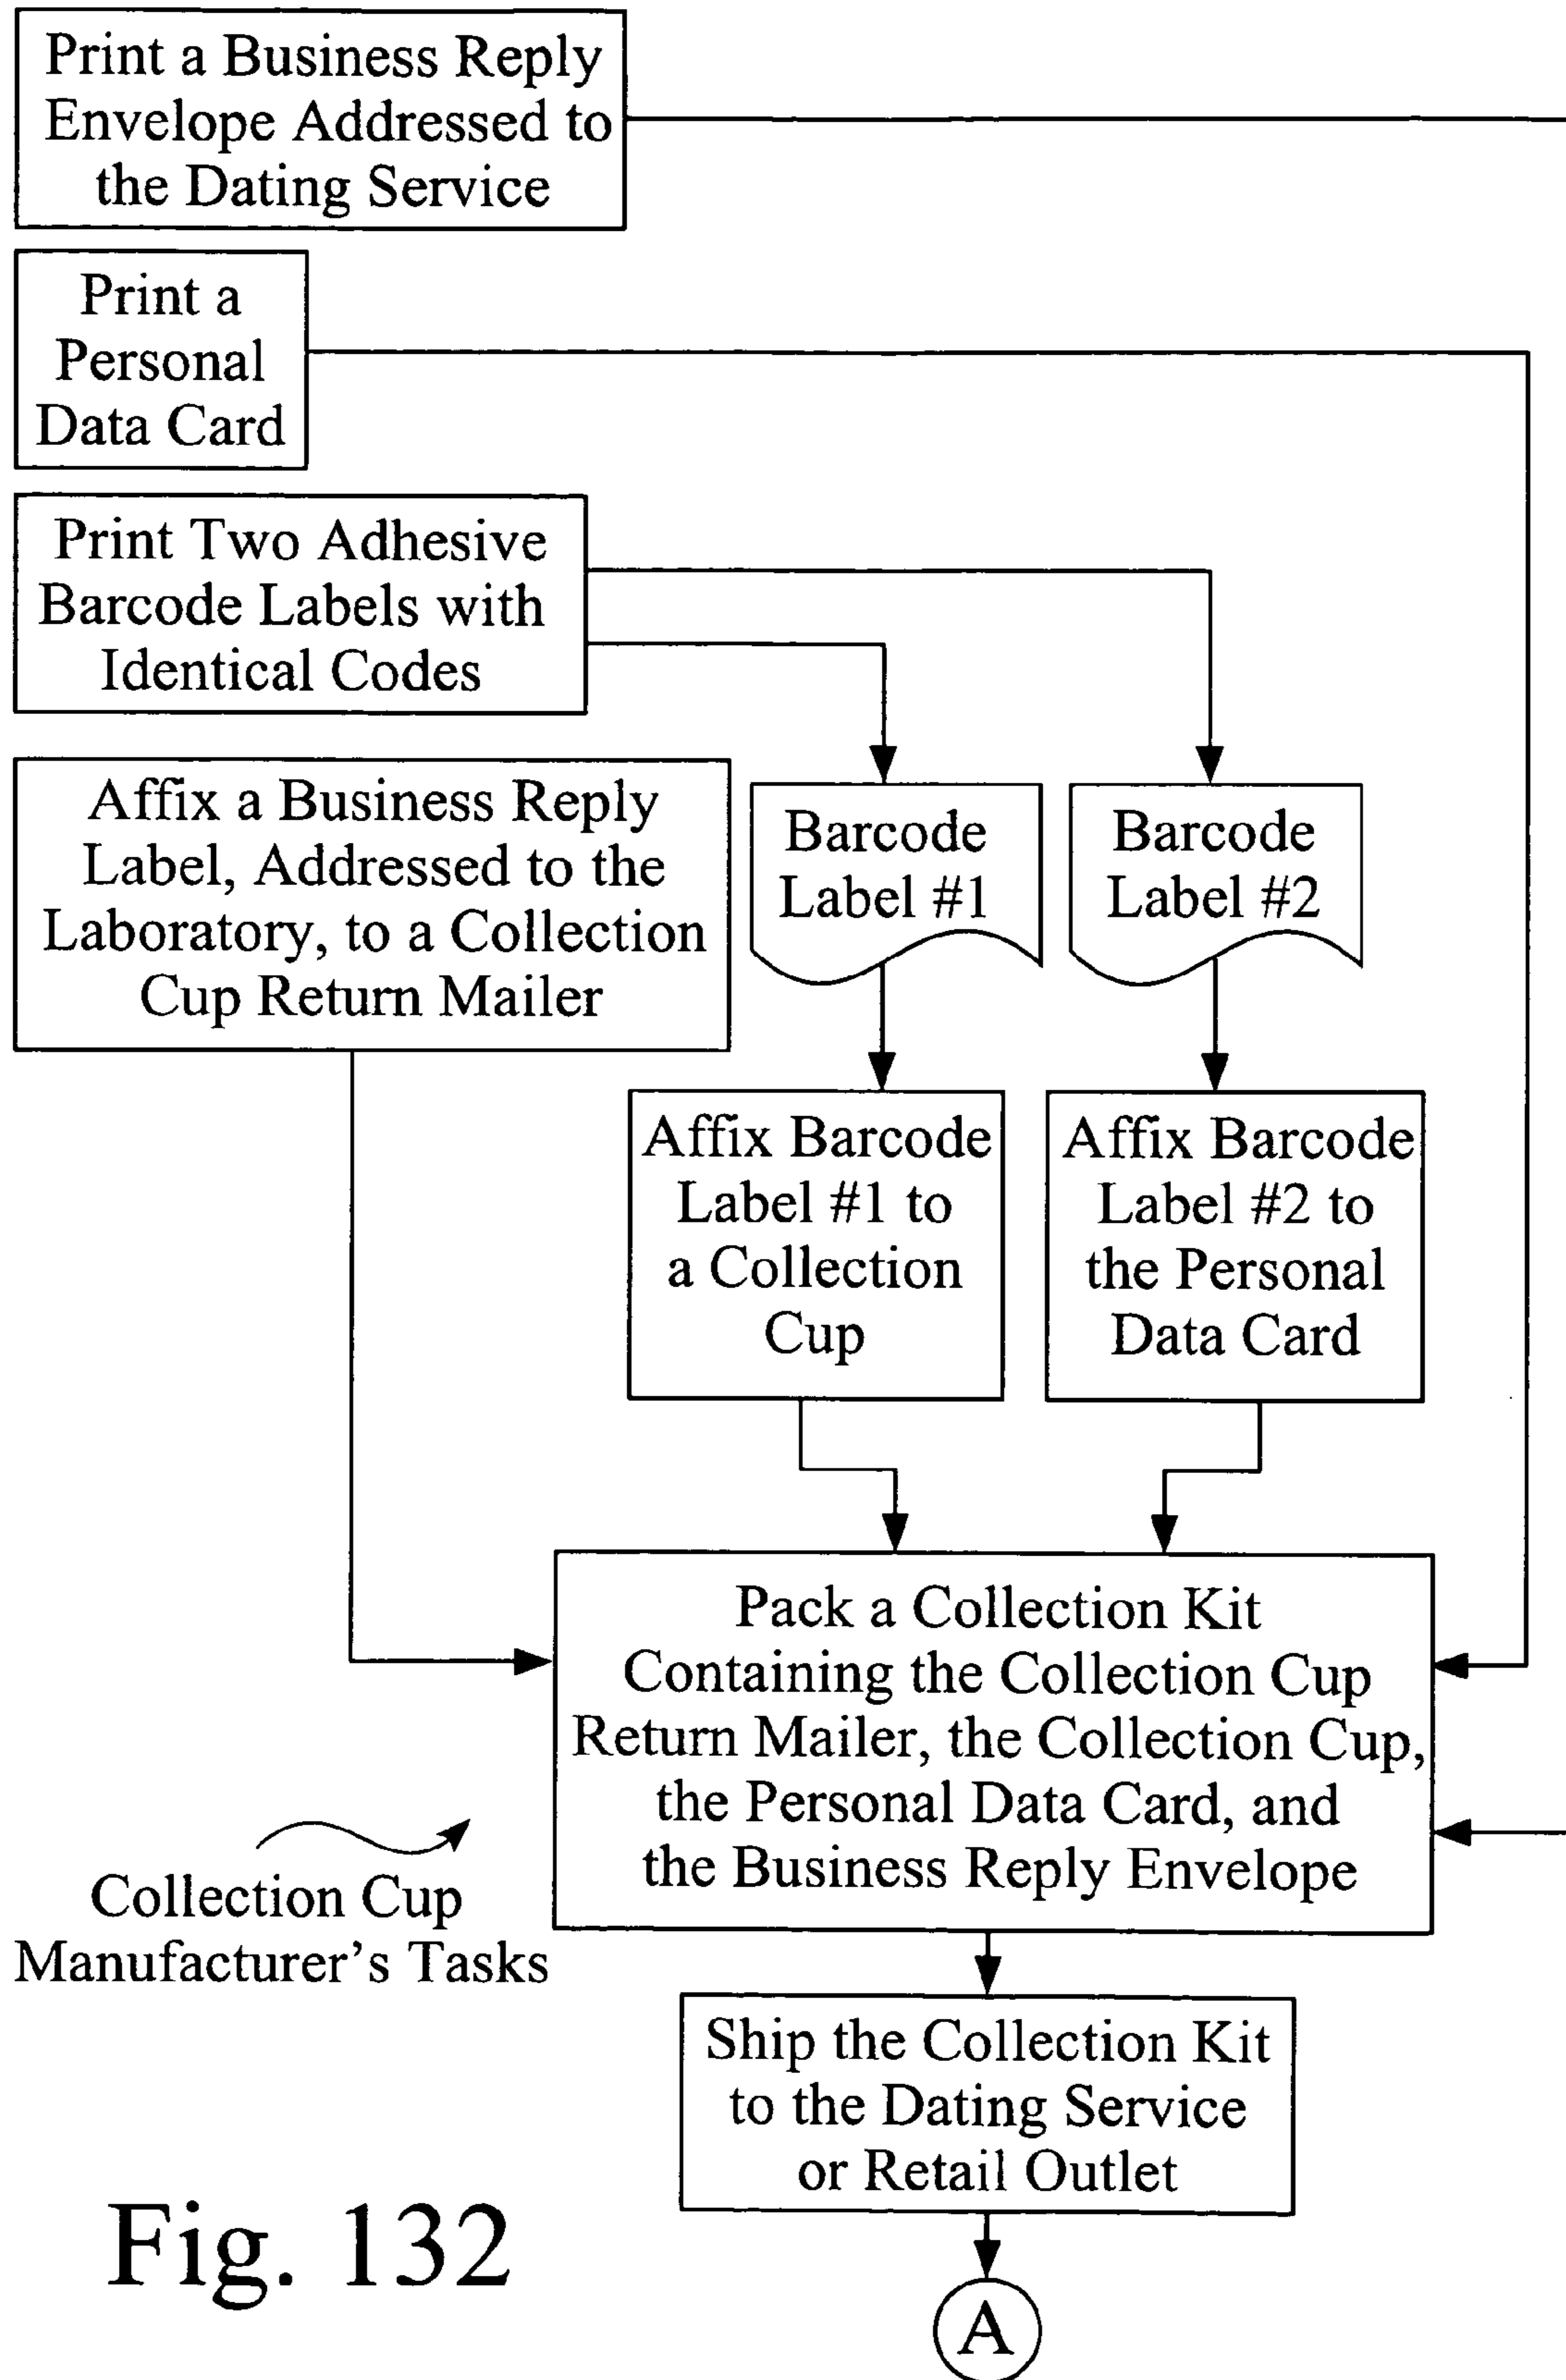 Print a Business Reply
Envelope Addressed to
the Dating Service
Print a
Personal
Data Card
Print Two Adhesive
Barcode Labels with
Identical Codes
Affix a Business Reply
Label, Addressed to the
Laboratory, to a Collection
Cup Return Mailer
Barcode
Label #1
Barcode
Label #2
Affix Barcode
Label #1 to
a Collection
Cup
Affix Barcode
Label #2 to
the Personal
Data Card
Pack a Collection Kit
Containing the Collection Cup
Return Mailer, the Collection Cup,
the Personal Data Card, and
the Business Reply Envelope
Collection Cup
Manufacturer's Tasks
Ship the Collection Kit
to the Dating Service
or Retail Outlet
Fig. 132
A